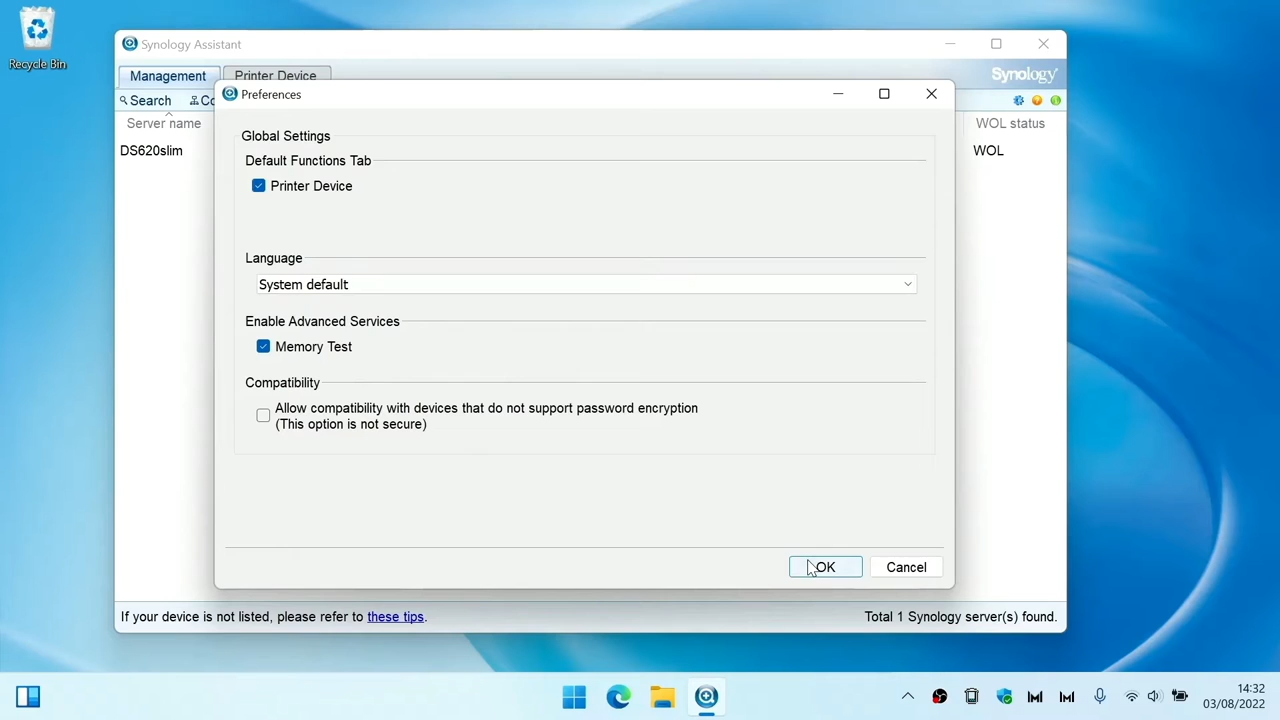 Recycle Bin
Synology Assistant
Management
Printer Device
Synology
Search
Co
Preferences
Server name
WOL status
DS620slim
WOL
Global Settings
Default Functions Tab
Printer Device
Language
System default
Enable Advanced Services
Memory Test
Compatibility
Allow compatibility with devices that do not support password encryption
(This option is not secure)
OK
Cancel
If your device is not listed, please refer to these tips.
Total 1 Synology server(s) found.
14:32
03/08/2022